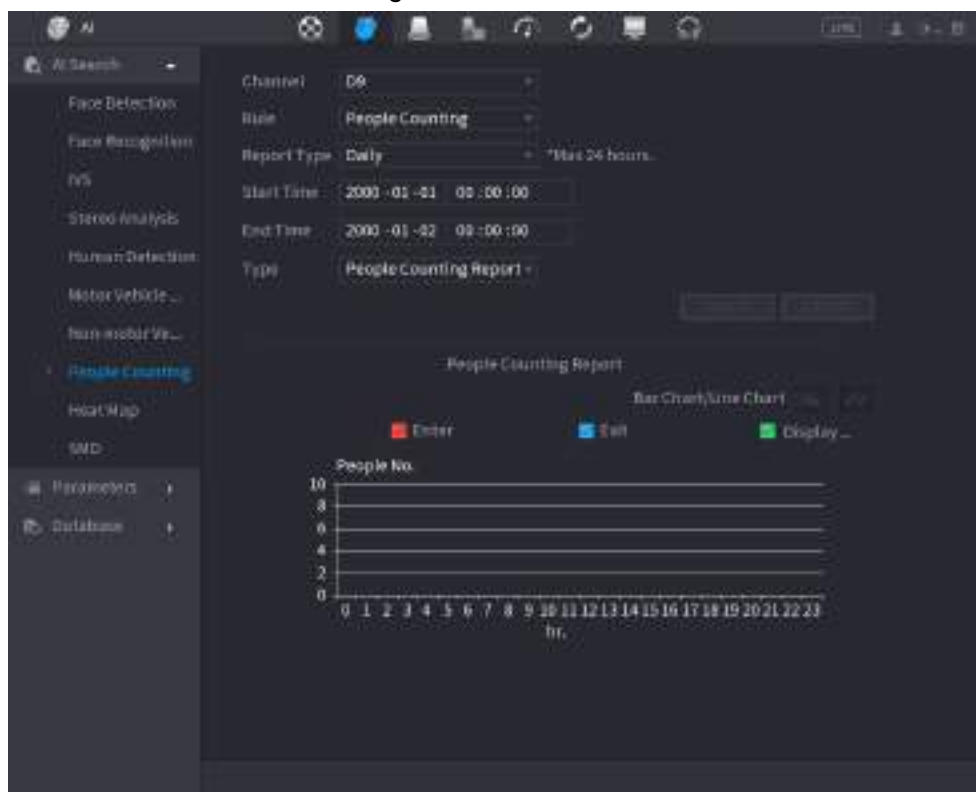 AI
LIVE
AI Search
Face Detection
Face Recognition
IVS
Stereo Analysis
Human Detection
Motor Vehicle ...
Non-motor Ve...
People Counting
Heat Map
SMD
Parameters
Database
Channel D9
Rule People Counting
Report Type Daily *Max 24 hours.
Start Time 2000 -01 -01 00 :00 :00
End Time 2000 -01 -02 00 :00 :00
Type People Counting Report
People Counting Report
Bar Chart/Line Chart
Enter Exit Display ...
People No.
10
8
6
4
2
0
0 1 2 3 4 5 6 7 8 9 10 11 12 13 14 15 16 17 18 19 20 21 22 23
hr.